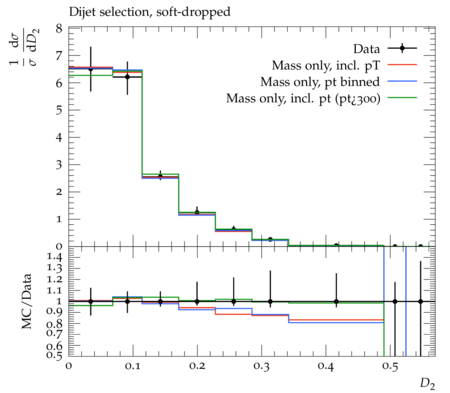 Dijet selection, soft-dropped
1/σ dσ/dD₂
8
7
6
5
4
3
2
1
0
Data
Mass only, incl. pT
Mass only, pt binned
Mass only, incl. pt (pt¿300)
MC/Data
1.4
1.3
1.2
1.1
1
0.9
0.8
0.7
0.6
0.5
0 0.1 0.2 0.3 0.4 0.5
D₂